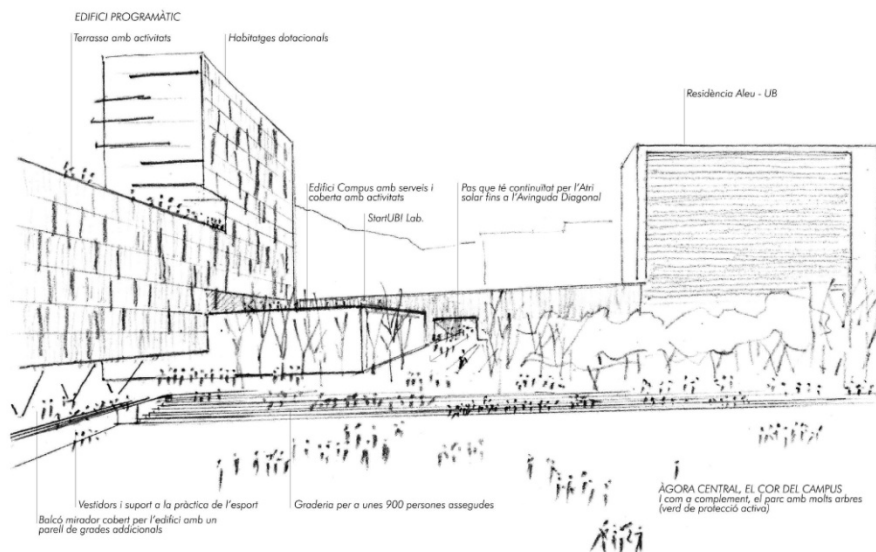 EDIFICI PROGRAMÀTIC
Terrassa amb activitats
Habitatges dotacionals
Residència Aleu - UB
Edifici Campus amb serveis i
coberta amb activitats
StartUB! Lab.
Pas que té continuïtat per l'Atri
solar fins a l'Avinguda Diagonal
Vestidors i suport a la pràctica de l'esport
Balcó mirador cobert per l'edifici amb un
parell de grades addicionals
Graderia per a unes 900 persones assegudes
ÀGORA CENTRAL, EL COR DEL CAMPUS
I com a complement, el parc amb molts arbres
(verd de protecció activa)